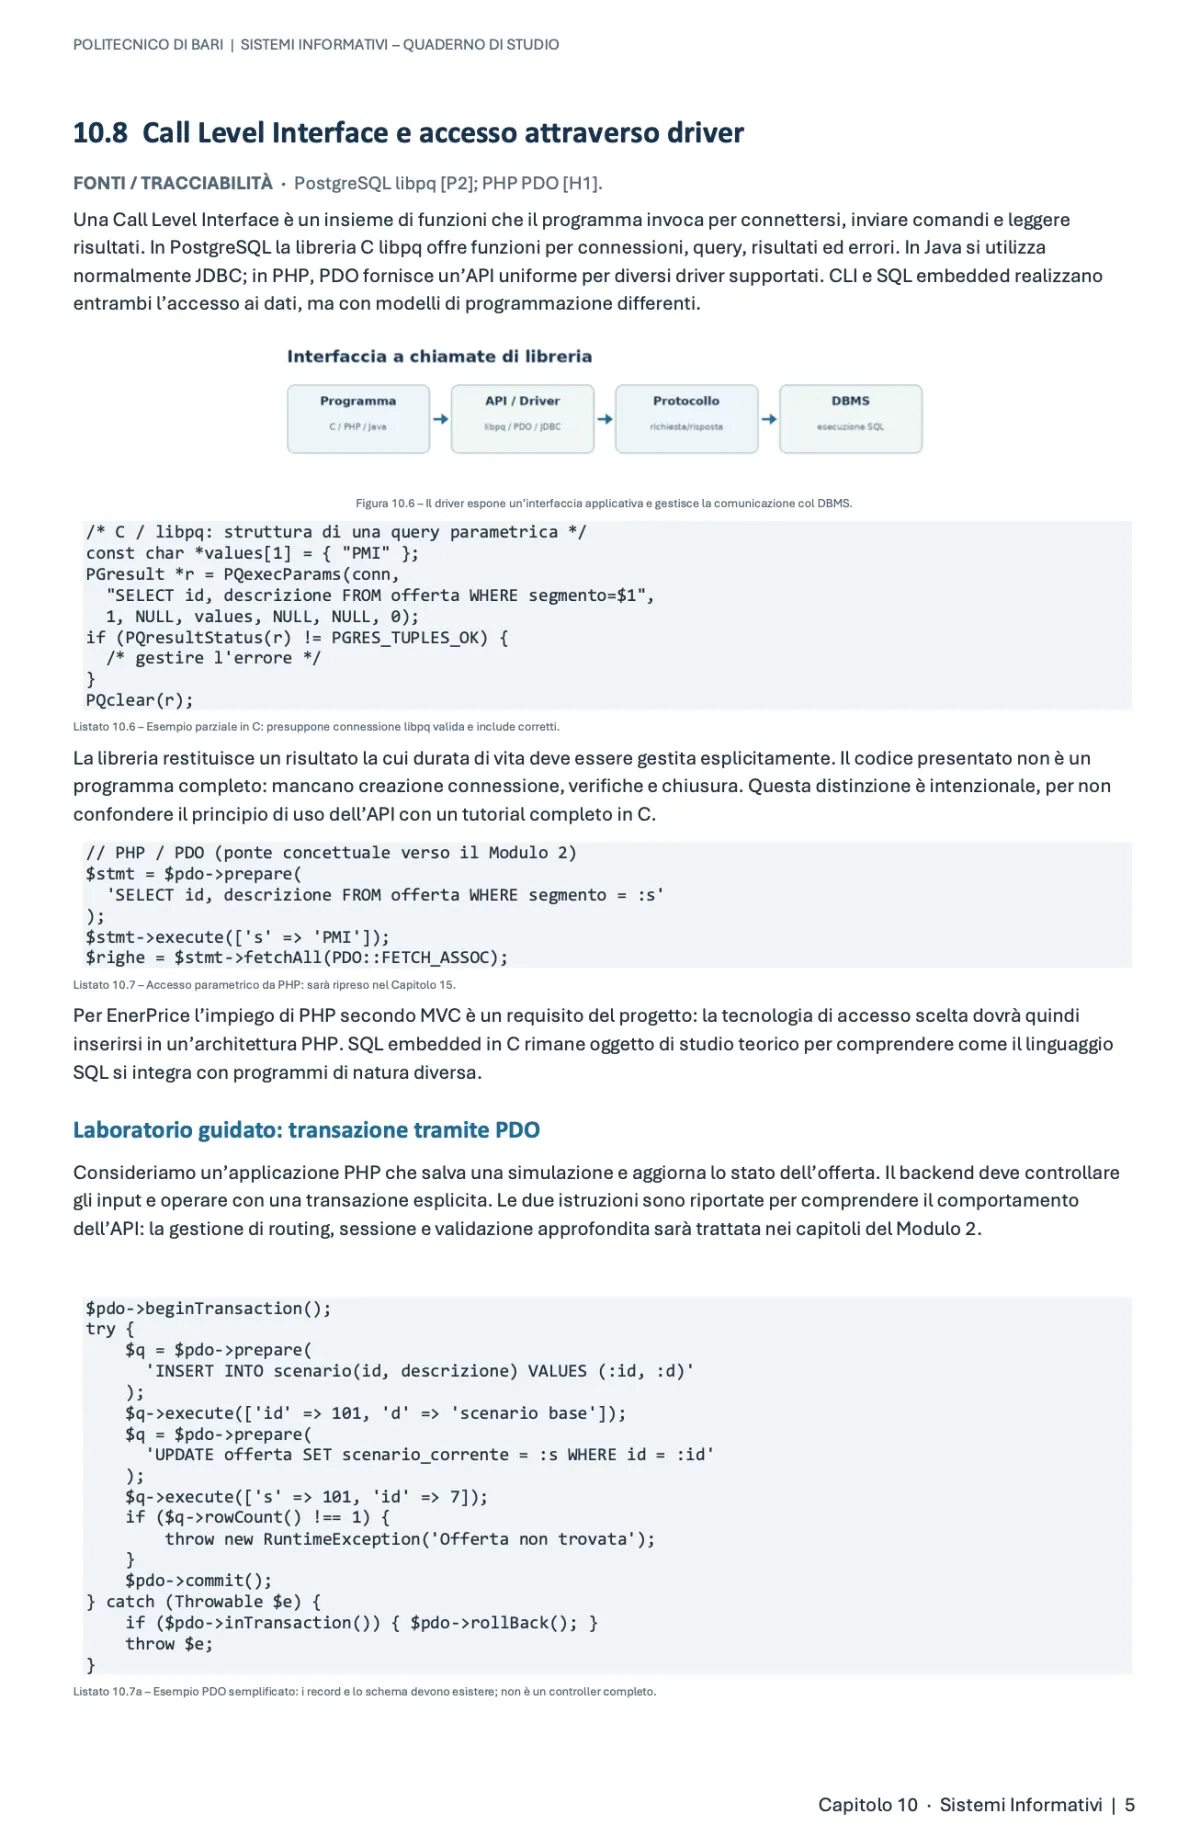 POLITECNICO DI BARI | SISTEMI INFORMATIVI – QUADERNO DI STUDIO
10.8 Call Level Interface e accesso attraverso driver
FONTI / TRACCIABILITÀ · PostgreSQL libpq [P2]; PHP PDO [H1].
Una Call Level Interface è un insieme di funzioni che il programma invoca per connettersi, inviare comandi e leggere
risultati. In PostgreSQL la libreria C libpq offre funzioni per connessioni, query, risultati ed errori. In Java si utilizza
normalmente JDBC; in PHP, PDO fornisce un’API uniforme per diversi driver supportati. CLI e SQL embedded realizzano
entrambi l’accesso ai dati, ma con modelli di programmazione differenti.
Interfaccia a chiamate di libreria
Programma
C / PHP / Java
API / Driver
libpq / PDO / JDBC
Protocollo
richiesta/risposta
DBMS
esecuzione SQL
Figura 10.6 – Il driver espone un’interfaccia applicativa e gestisce la comunicazione col DBMS.
/* C / libpq: struttura di una query parametrica */
const char *values[1] = { "PMI" };
PGresult *r = PQexecParams(conn,
  "SELECT id, descrizione FROM offerta WHERE segmento=$1",
  1, NULL, values, NULL, NULL, 0);
if (PQresultStatus(r) != PGRES_TUPLES_OK) {
  /* gestire l'errore */
}
PQclear(r);
Listato 10.6 – Esempio parziale in C: presuppone connessione libpq valida e include corretti.
La libreria restituisce un risultato la cui durata di vita deve essere gestita esplicitamente. Il codice presentato non è un
programma completo: mancano creazione connessione, verifiche e chiusura. Questa distinzione è intenzionale, per non
confondere il principio di uso dell’API con un tutorial completo in C.
// PHP / PDO (ponte concettuale verso il Modulo 2)
$stmt = $pdo->prepare(
  'SELECT id, descrizione FROM offerta WHERE segmento = :s'
);
$stmt->execute(['s' => 'PMI']);
$righe = $stmt->fetchAll(PDO::FETCH_ASSOC);
Listato 10.7 – Accesso parametrico da PHP: sarà ripreso nel Capitolo 15.
Per EnerPrice l’impiego di PHP secondo MVC è un requisito del progetto: la tecnologia di accesso scelta dovrà quindi
inserirsi in un’architettura PHP. SQL embedded in C rimane oggetto di studio teorico per comprendere come il linguaggio
SQL si integra con programmi di natura diversa.
Laboratorio guidato: transazione tramite PDO
Consideriamo un’applicazione PHP che salva una simulazione e aggiorna lo stato dell’offerta. Il backend deve controllare
gli input e operare con una transazione esplicita. Le due istruzioni sono riportate per comprendere il comportamento
dell’API: la gestione di routing, sessione e validazione approfondita sarà trattata nei capitoli del Modulo 2.
$pdo->beginTransaction();
try {
    $q = $pdo->prepare(
      'INSERT INTO scenario(id, descrizione) VALUES (:id, :d)'
    );
    $q->execute(['id' => 101, 'd' => 'scenario base']);
    $q = $pdo->prepare(
      'UPDATE offerta SET scenario_corrente = :s WHERE id = :id'
    );
    $q->execute(['s' => 101, 'id' => 7]);
    if ($q->rowCount() !== 1) {
        throw new RuntimeException('Offerta non trovata');
    }
    $pdo->commit();
} catch (Throwable $e) {
    if ($pdo->inTransaction()) { $pdo->rollBack(); }
    throw $e;
}
Listato 10.7a – Esempio PDO semplificato: i record e lo schema devono esistere; non è un controller completo.
Capitolo 10 · Sistemi Informativi | 5